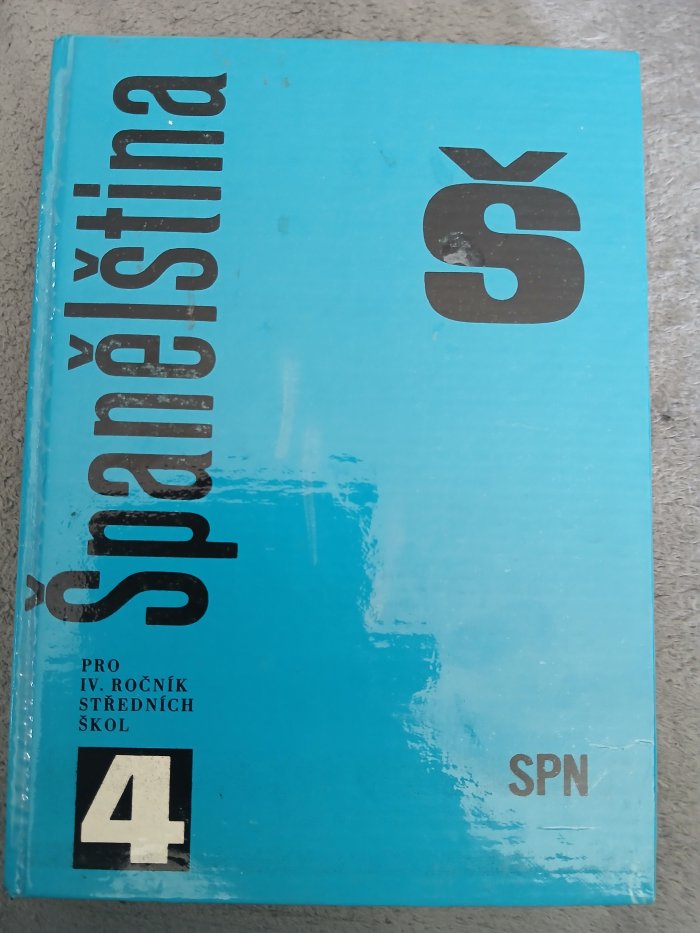 Španělština
Š
PRO
IV. ROČNÍK
STŘEDNÍCH
ŠKOL
4
SPN